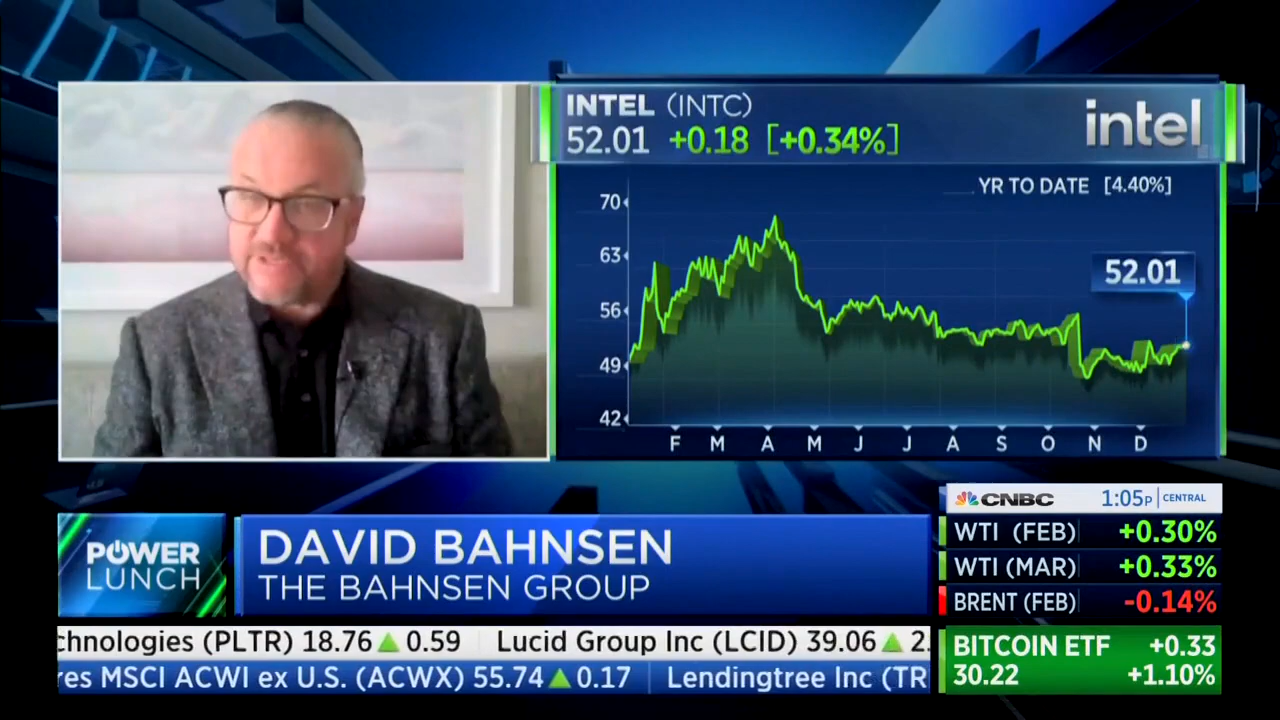 INTEL (INTC)
52.01 +0.18 [+0.34%]
intel
YR TO DATE [4.40%]
70
63
56
49
42
52.01
F M A M J J A S O N D
POWER
LUNCH
DAVID BAHNSEN
THE BAHNSEN GROUP
CNBC 1:05P CENTRAL
WTI (FEB) +0.30%
WTI (MAR) +0.33%
BRENT (FEB) -0.14%
BITCOIN ETF +0.33
30.22 +1.10%
chnologies (PLTR) 18.76 ▲ 0.59 Lucid Group Inc (LCID) 39.06 ▲ 2.
res MSCI ACWI ex U.S. (ACWX) 55.74 ▲ 0.17 Lendingtree Inc (TR